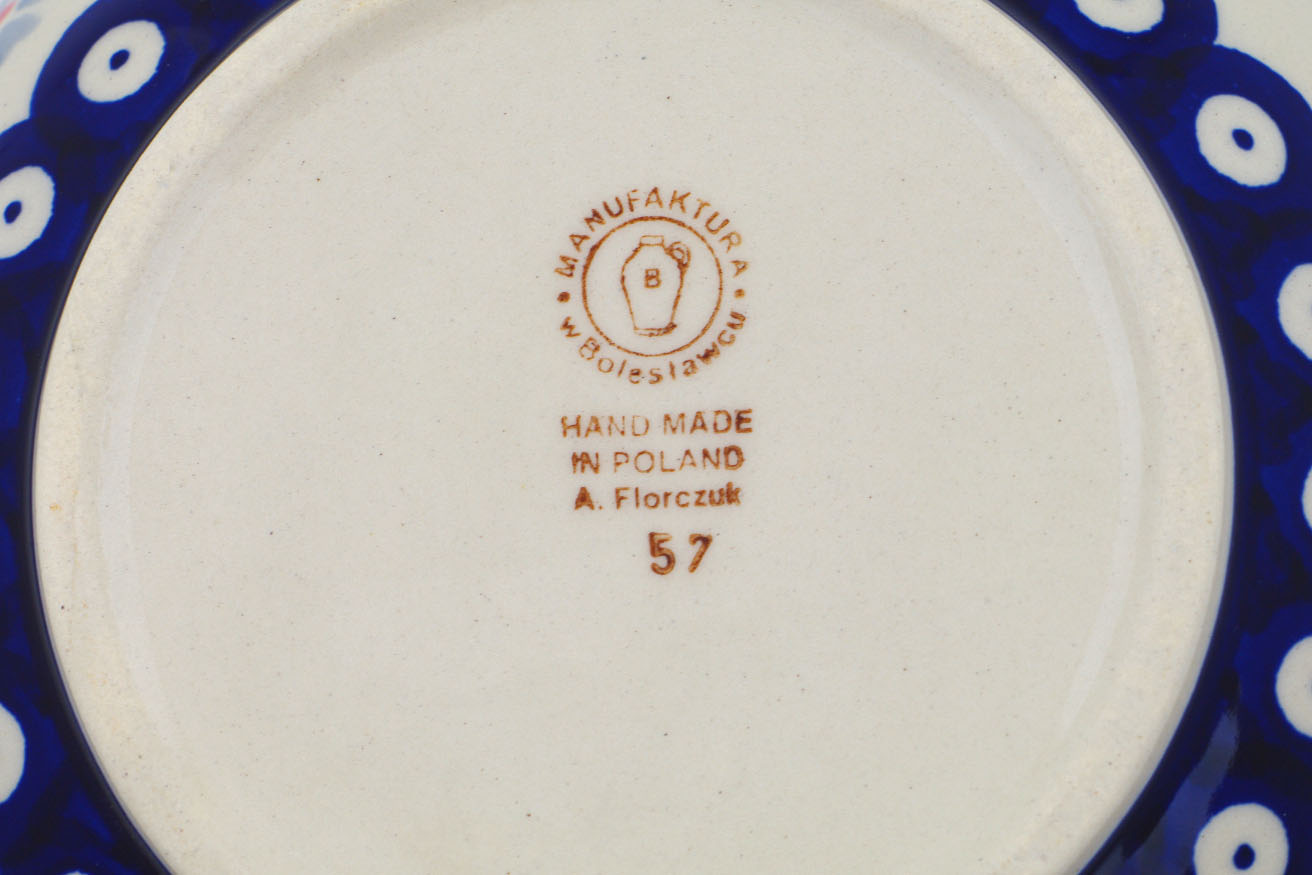 MANUFAKTURA
B
w Bolesławcu
HAND MADE
IN POLAND
A. Florczuk
57